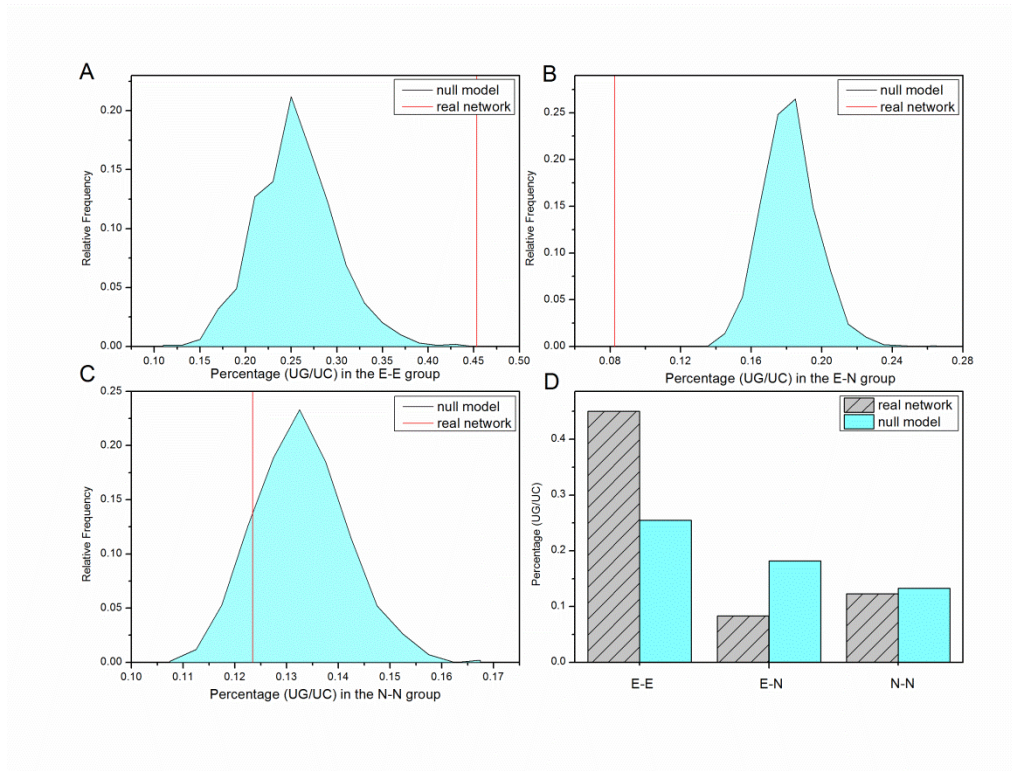 A
null model
real network
Relative Frequency
0.20
0.15
0.10
0.05
0.00
0.10 0.15 0.20 0.25 0.30 0.35 0.40 0.45 0.50
Percentage (UG/UC) in the E-E group
B
null model
real network
Relative Frequency
0.25
0.20
0.15
0.10
0.05
0.00
0.08 0.12 0.16 0.20 0.24 0.28
Percentage (UG/UC) in the E-N group
C
null model
real network
Relative Frequency
0.25
0.20
0.15
0.10
0.05
0.00
0.10 0.11 0.12 0.13 0.14 0.15 0.16 0.17
Percentage (UG/UC) in the N-N group
D
real network
null model
Percentage (UG/UC)
0.4
0.3
0.2
0.1
0.0
E-E E-N N-N